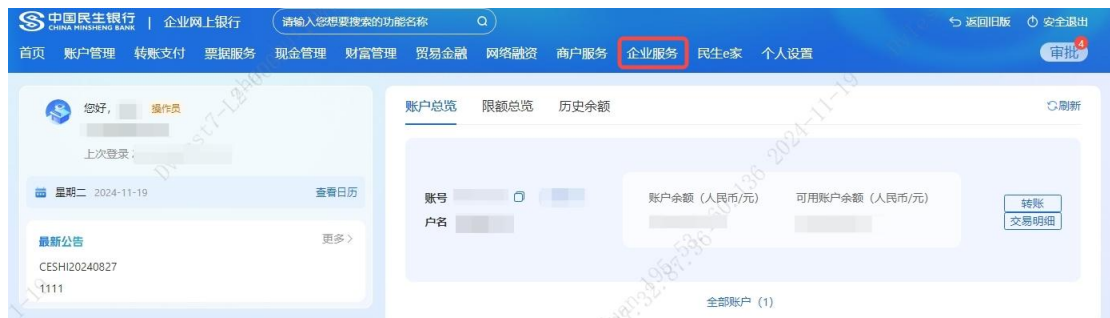 中国民生银行 | 企业网上银行 请输入您想要搜索的功能名称 返回旧版 安全退出
CHINA MINSHENG BANK
首页 账户管理 转账支付 票据服务 现金管理 财富管理 贸易金融 网络融资 商户服务 企业服务 民生e家 个人设置 审批 4
您好, 操作员
上次登录:
星期二 2024-11-19 查看日历
最新公告 更多>
CESHI20240827
1111
账户总览 限额总览 历史余额 刷新
账号 账户余额 (人民币/元) 可用账户余额 (人民币/元) 转账
户名 交易明细
全部账户 (1)